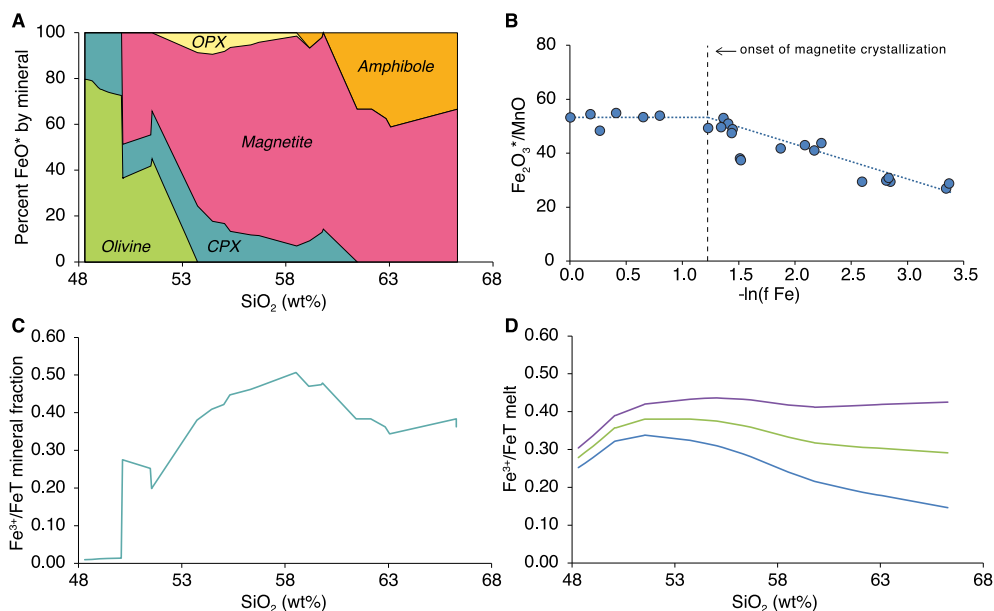 A
Percent FeO* by mineral
100
80
60
40
20
0
OPX
Amphibole
Magnetite
Olivine
CPX
48
53
58
63
68
SiO₂ (wt%)
B
Fe₂O₃*/MnO
80
60
40
20
0
← onset of magnetite crystallization
0.0
0.5
1.0
1.5
2.0
2.5
3.0
3.5
-ln(f Fe)
C
Fe³⁺/FeT mineral fraction
0.60
0.50
0.40
0.30
0.20
0.10
0.00
48
53
58
63
68
SiO₂ (wt%)
D
Fe³⁺/FeT melt
0.60
0.50
0.40
0.30
0.20
0.10
0.00
48
53
58
63
68
SiO₂ (wt%)